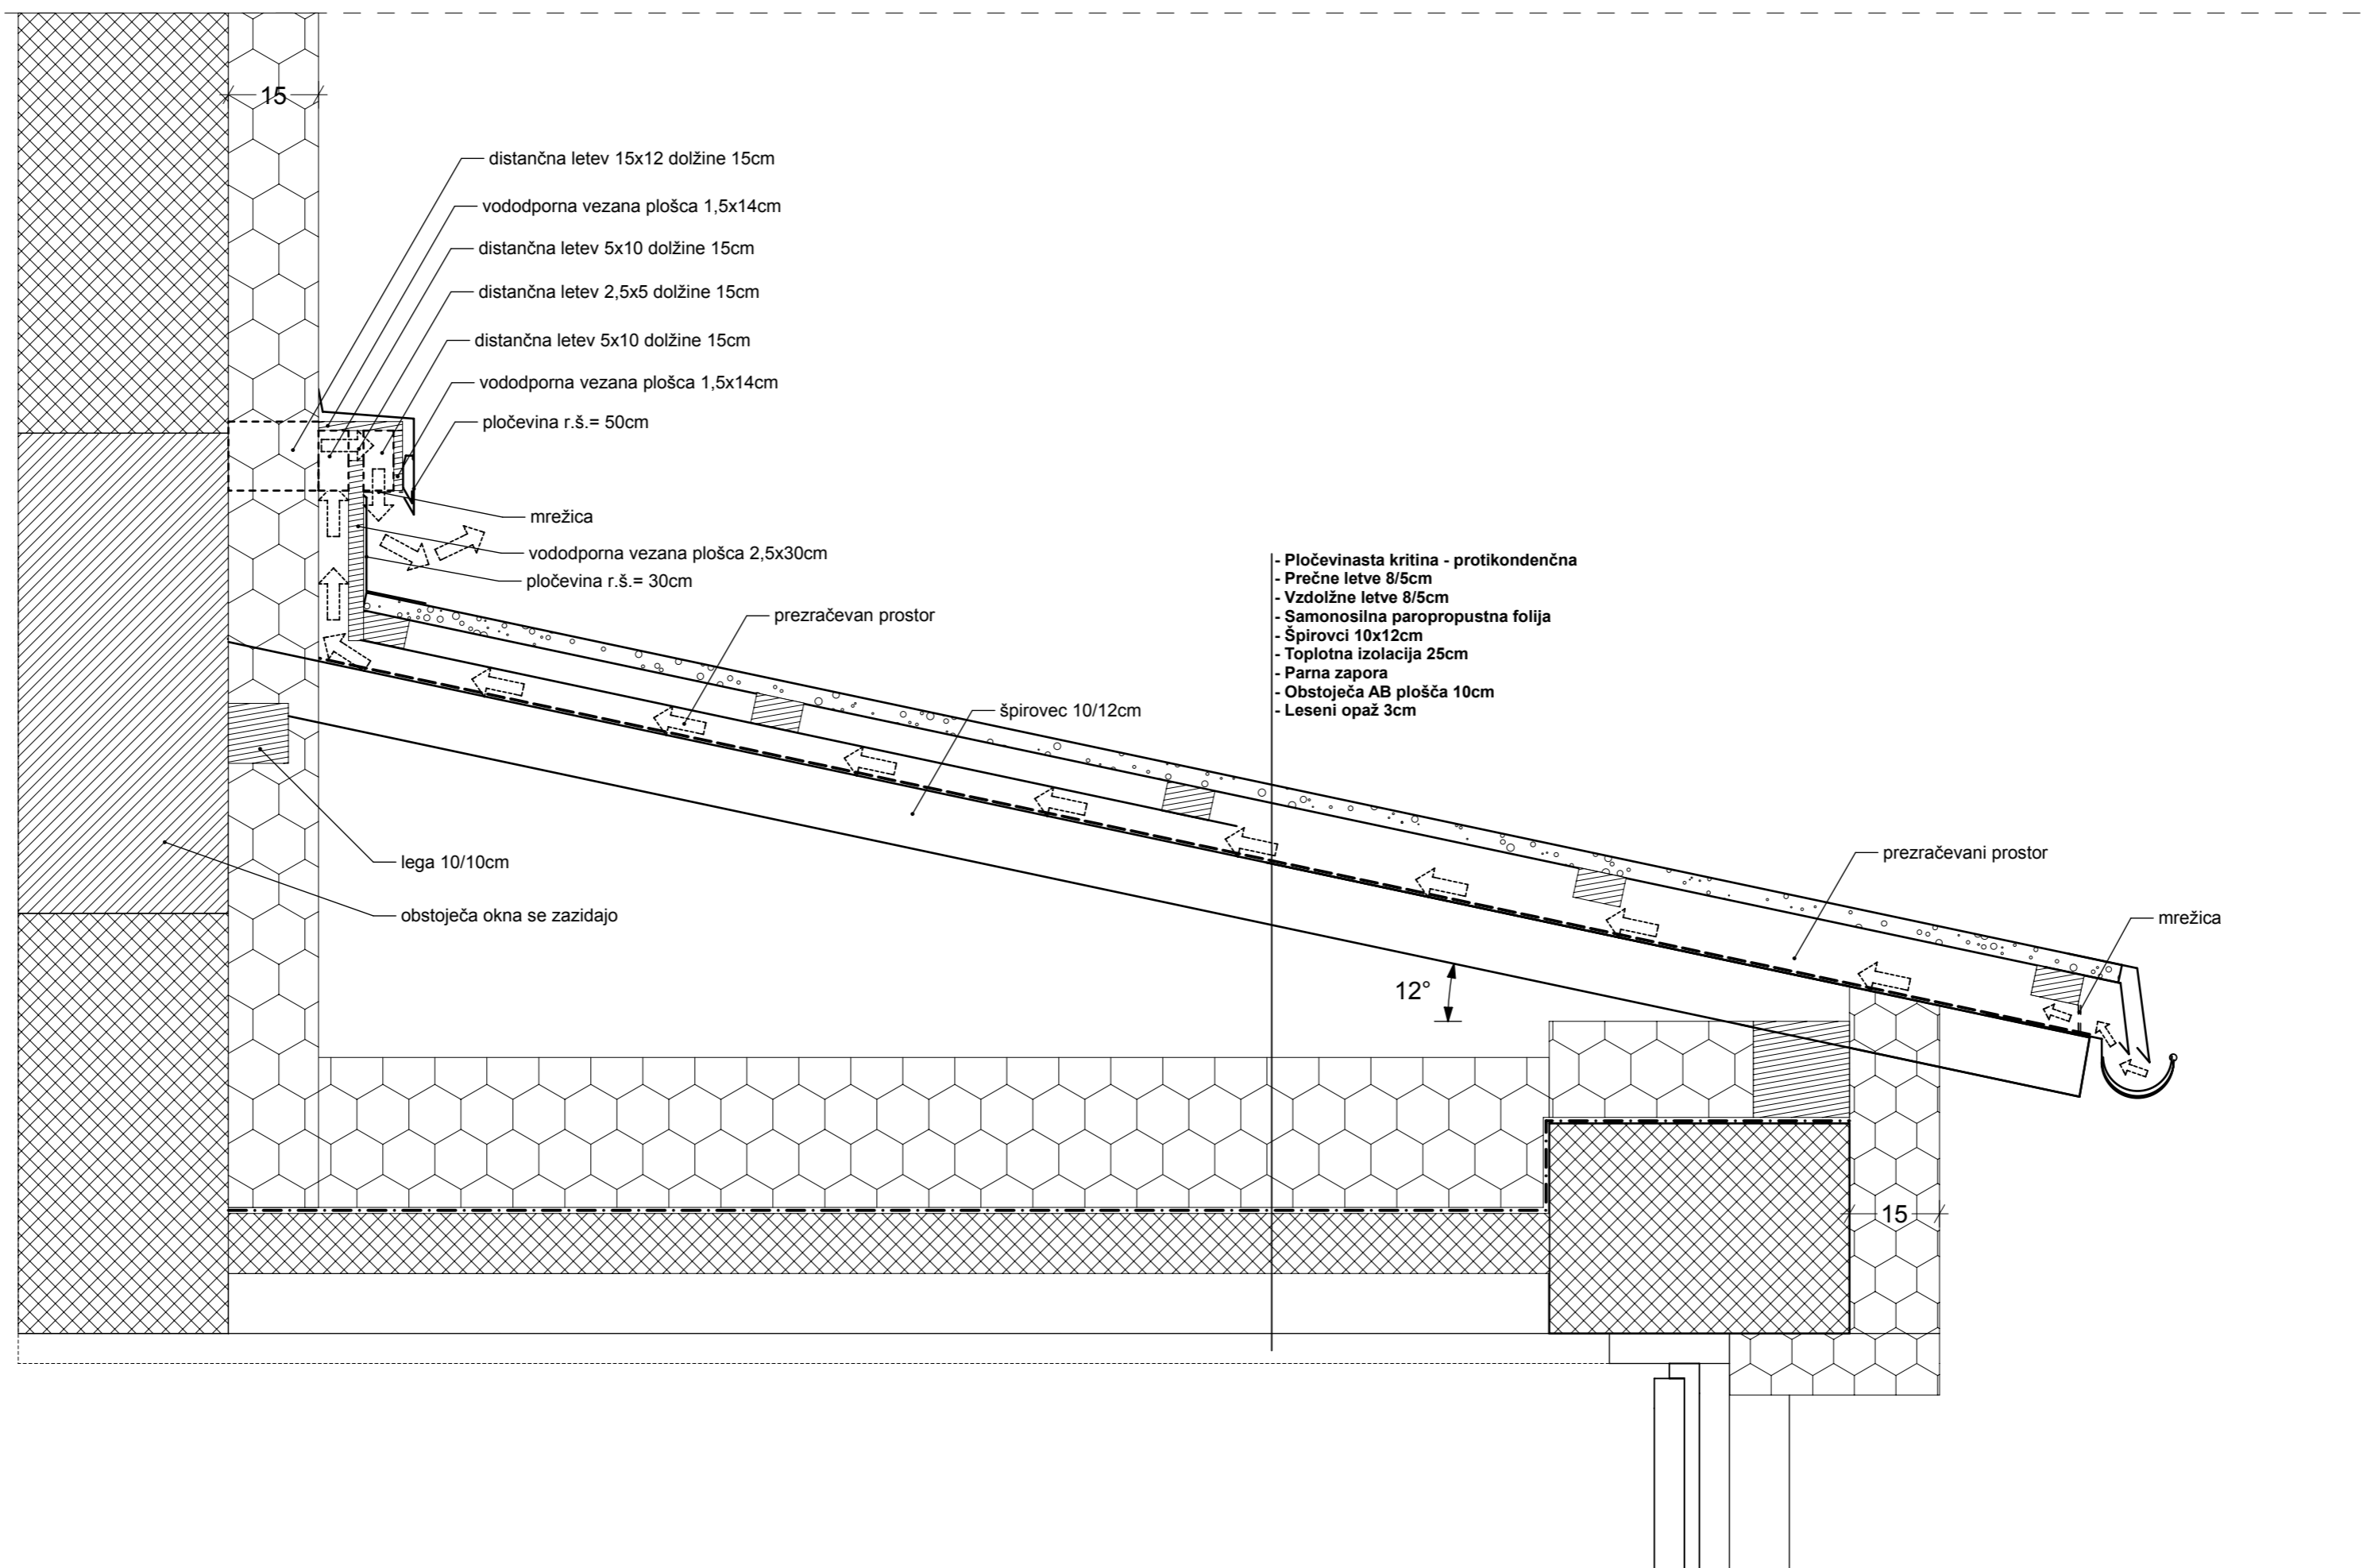 15
distančna letev 15x12 dolžine 15cm
vododporna vezana plošca 1,5x14cm
distančna letev 5x10 dolžine 15cm
distančna letev 2,5x5 dolžine 15cm
distančna letev 5x10 dolžine 15cm
vododporna vezana plošca 1,5x14cm
pločevina r.š.= 50cm
mrežica
vododporna vezana plošca 2,5x30cm
pločevina r.š.= 30cm
prezračevan prostor
- Pločevinasta kritina - protikondenčna
- Prečne letve 8/5cm
- Vzdolžne letve 8/5cm
- Samonosilna paropropustna folija
- Špirovci 10x12cm
- Toplotna izolacija 25cm
- Parna zapora
- Obstoječa AB plošča 10cm
- Leseni opaž 3cm
špirovec 10/12cm
lega 10/10cm
obstoječa okna se zazidajo
prezračevani prostor
mrežica
12°
15